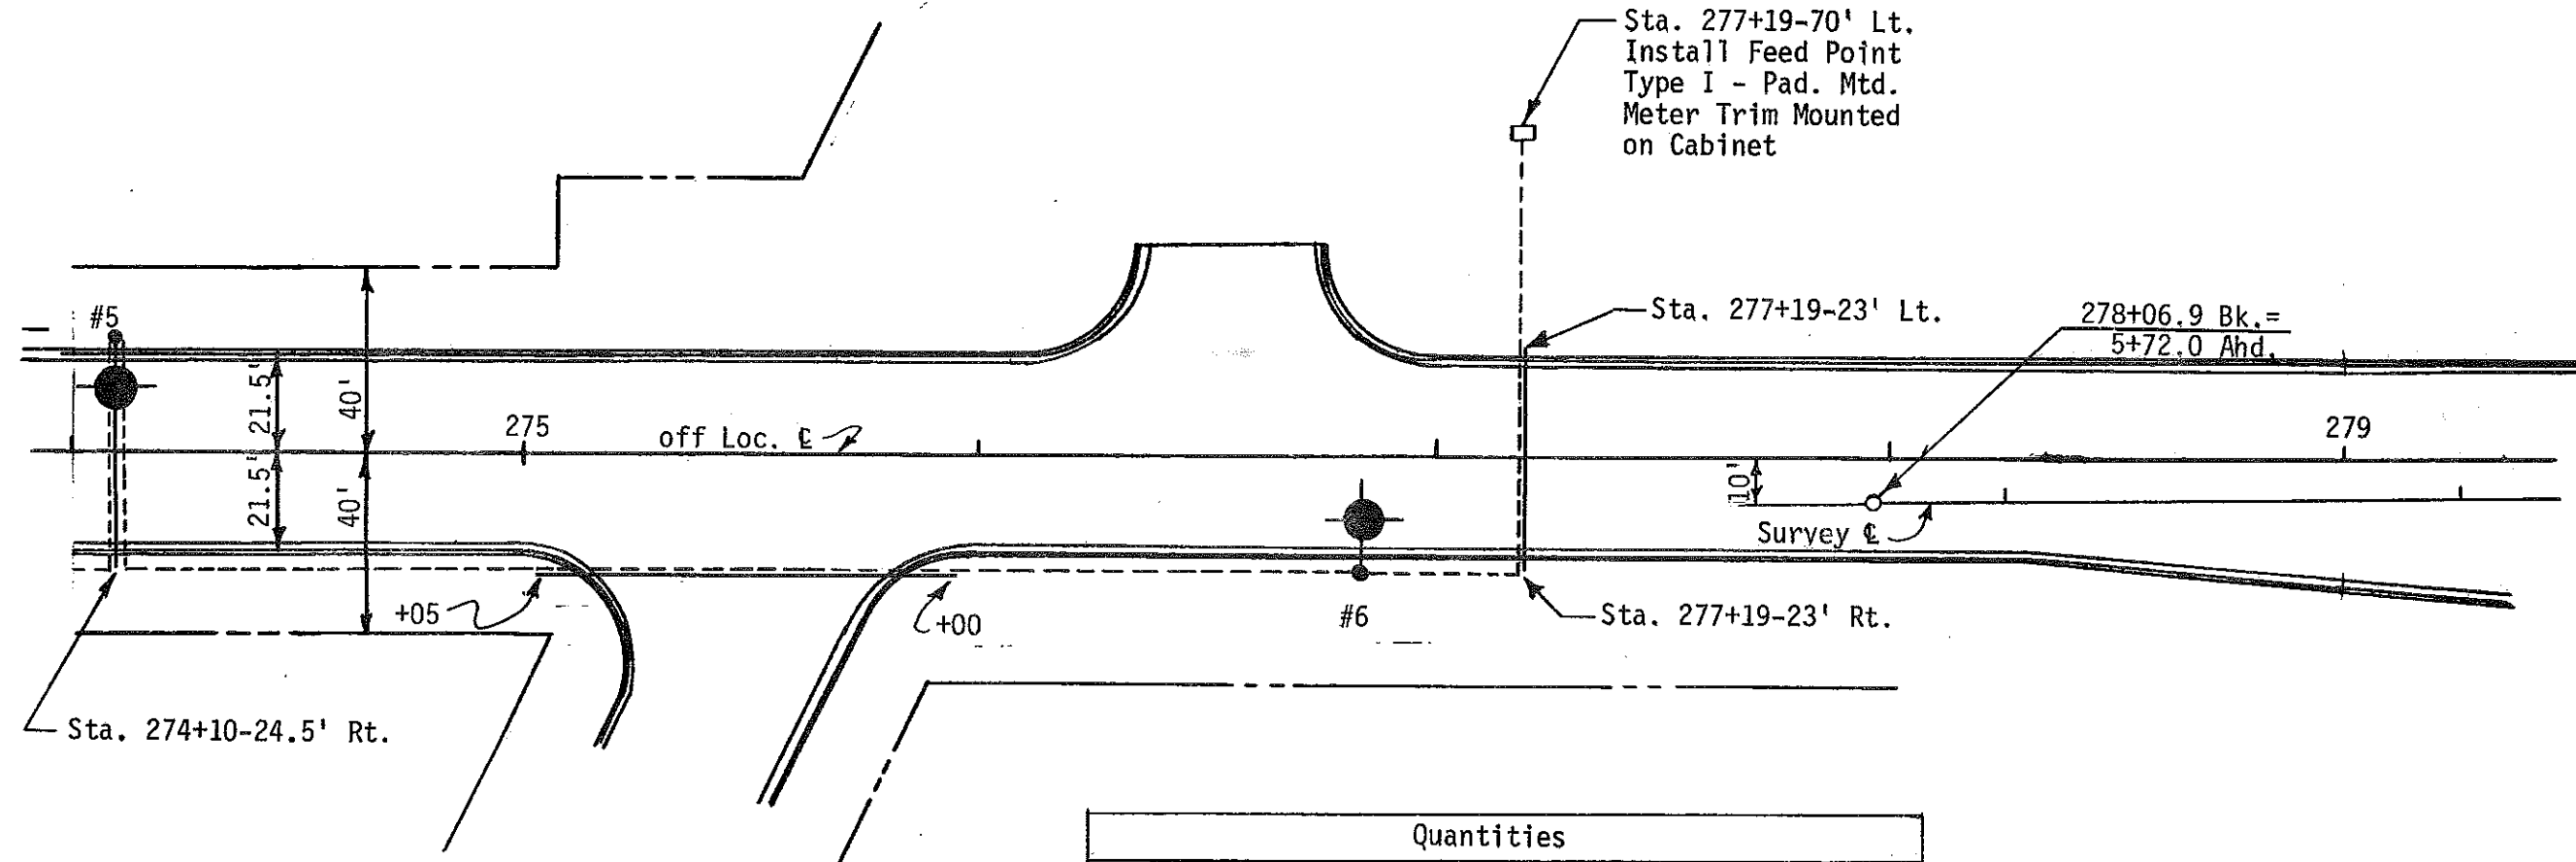 Sta. 277+19-70' Lt.
Install Feed Point
Type I - Pad. Mtd.
Meter Trim Mounted
on Cabinet
#5
Sta. 277+19-23' Lt.
278+06.9 Bk.=
5+72.0 Ahd.
21.5'
40'
275
off Loc. ℄
279
21.5'
40'
10'
Survey ℄
+05
+00
#6
Sta. 277+19-23' Rt.
Sta. 274+10-24.5' Rt.
Quantities